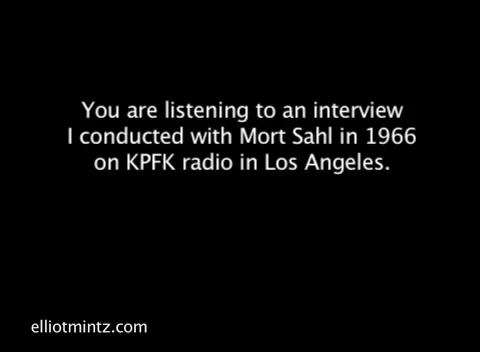 You are listening to an interview
I conducted with Mort Sahl in 1966
on KPFK radio in Los Angeles.
elliotmintz.com